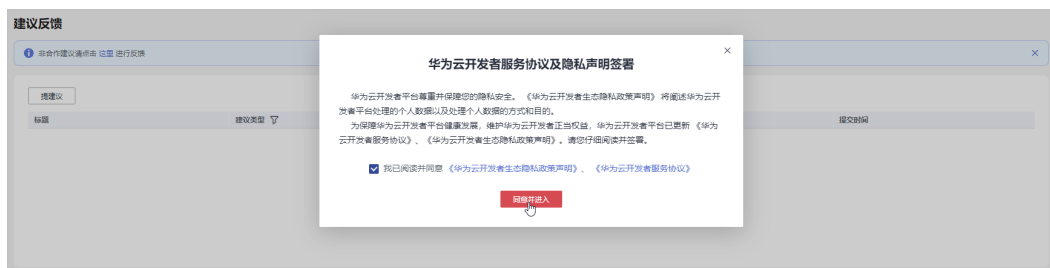 建议反馈
非合作建议请点击 这里 进行反馈
华为云开发者服务协议及隐私声明签署
提建议
华为云开发者平台尊重并保障您的隐私安全。《华为云开发者生态隐私政策声明》 将阐述华为云开
发者平台处理的个人数据以及处理个人数据的方式和目的。
标题 建议类型 提交时间
为保障华为云开发者平台健康发展，维护华为云开发者正当权益，华为云开发者平台已更新 《华为
云开发者服务协议》、《华为云开发者生态隐私政策声明》。请您仔细阅读并签署。
我已阅读并同意 《华为云开发者生态隐私政策声明》、 《华为云开发者服务协议》
同意并进入